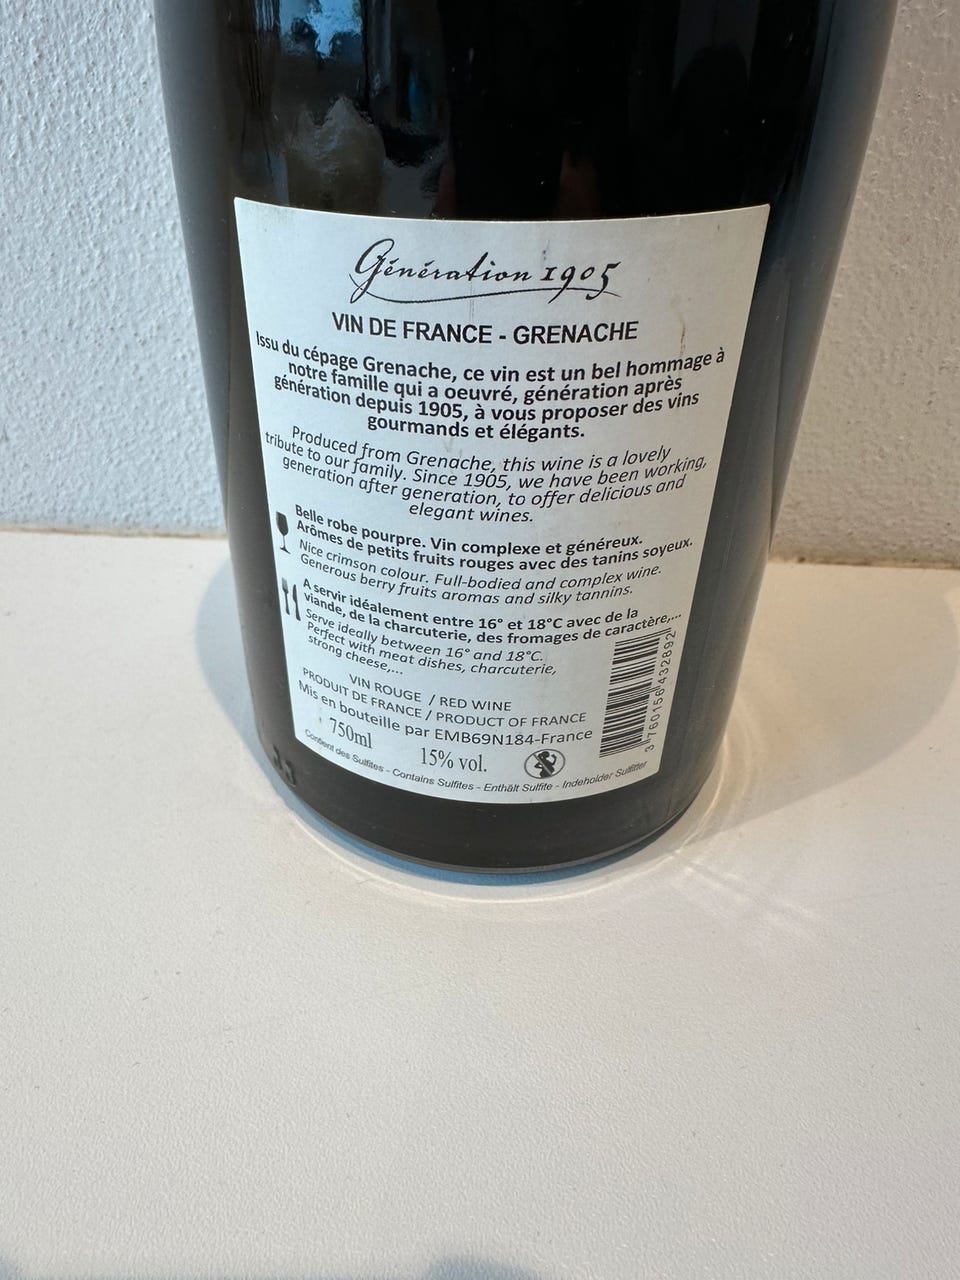 Génération 1905
VIN DE FRANCE - GRENACHE
Issu du cépage Grenache, ce vin est un bel hommage à
notre famille qui a oeuvré, génération après
génération depuis 1905, à vous proposer des vins
gourmands et élégants.
Produced from Grenache, this wine is a lovely
tribute to our family. Since 1905, we have been working,
generation after generation, to offer delicious and
elegant wines.
Belle robe pourpre. Vin complexe et généreux.
Arômes de petits fruits rouges avec des tanins soyeux.
Nice crimson colour. Full-bodied and complex wine.
Generous berry fruits aromas and silky tannins.
A servir idéalement entre 16° et 18°C avec de la
viande, de la charcuterie, des fromages de caractère,...
Serve ideally between 16° and 18°C.
Perfect with meat dishes, charcuterie,
strong cheese,...
VIN ROUGE / RED WINE
PRODUIT DE FRANCE / PRODUCT OF FRANCE
Mis en bouteille par EMB69N184-France
750ml 15% vol.
Contient des Sulfites - Contains Sulfites - Enthält Sulfite - Indeholder Sulfitter
3 760156 432892